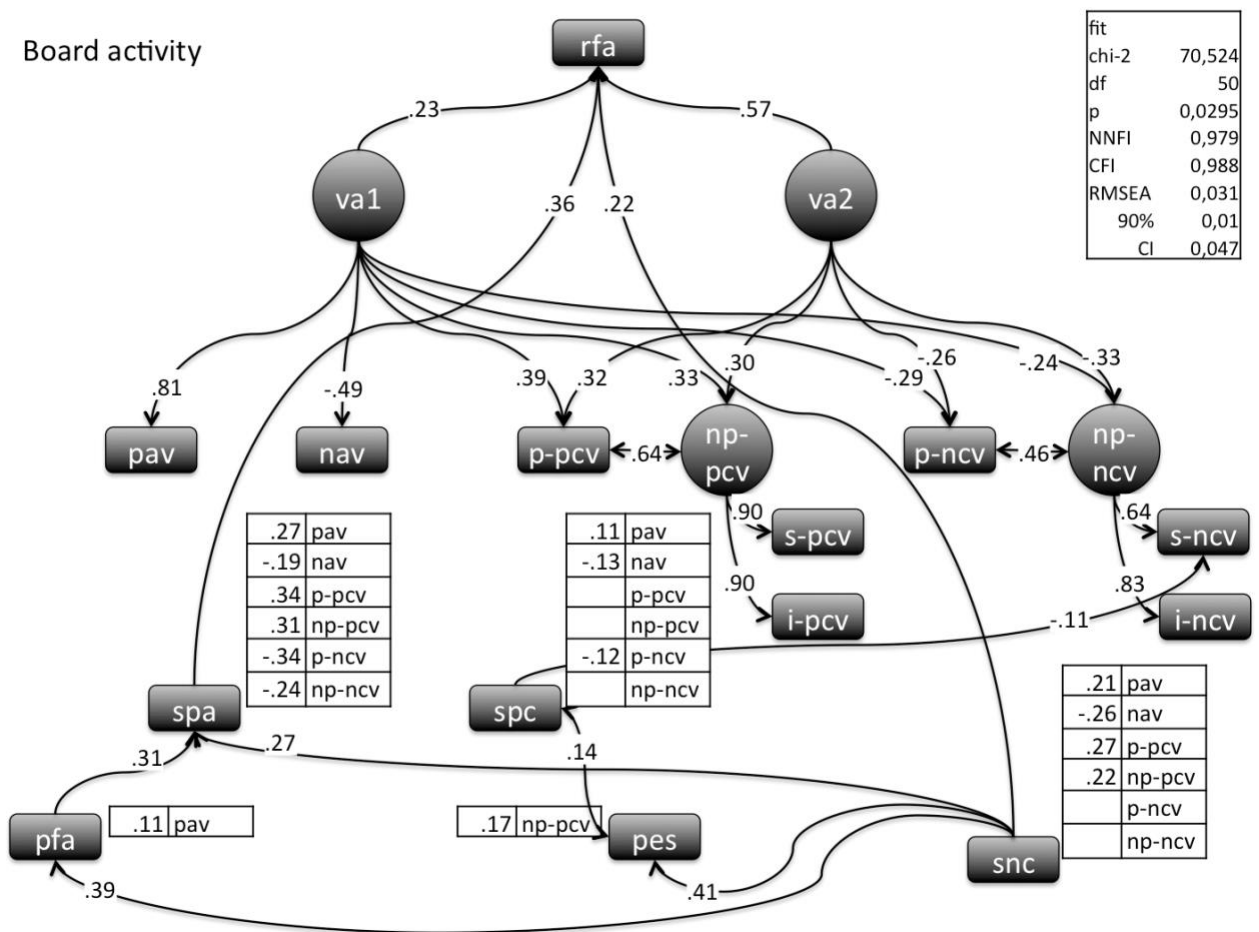 Board activity
rfa
fit
chi-2 70,524
df 50
p 0,0295
NNFI 0,979
CFI 0,988
RMSEA 0,031
90% 0,01
CI 0,047
.23
.57
va1
va2
.36
.22
.81
-.49
.39
.32
.33
.30
-.29
-.26
-.24
-.33
pav
nav
p-pcv
.64
np-
pcv
p-ncv
.46
np-
ncv
.90
s-pcv
.64
s-ncv
.90
i-pcv
.83
i-ncv
-.11
.27 pav
-.19 nav
.34 p-pcv
.31 np-pcv
-.34 p-ncv
-.24 np-ncv
.11 pav
-.13 nav
p-pcv
np-pcv
-.12 p-ncv
np-ncv
.21 pav
-.26 nav
.27 p-pcv
.22 np-pcv
p-ncv
np-ncv
spa
spc
.31
.27
.14
pfa
.11 pav
.17 np-pcv
pes
snc
.39
.41